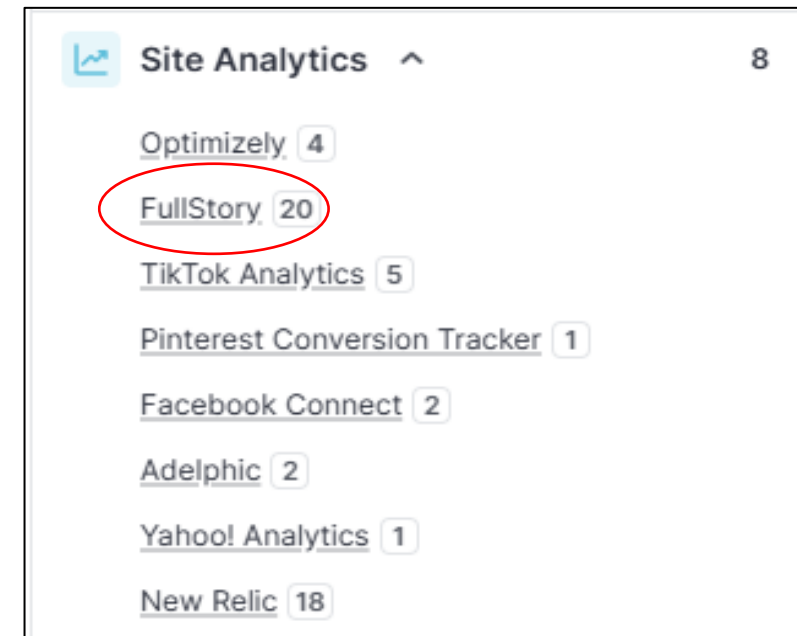 Site Analytics 8
Optimizely 4
FullStory 20
TikTok Analytics 5
Pinterest Conversion Tracker 1
Facebook Connect 2
Adelphic 2
Yahoo! Analytics 1
New Relic 18